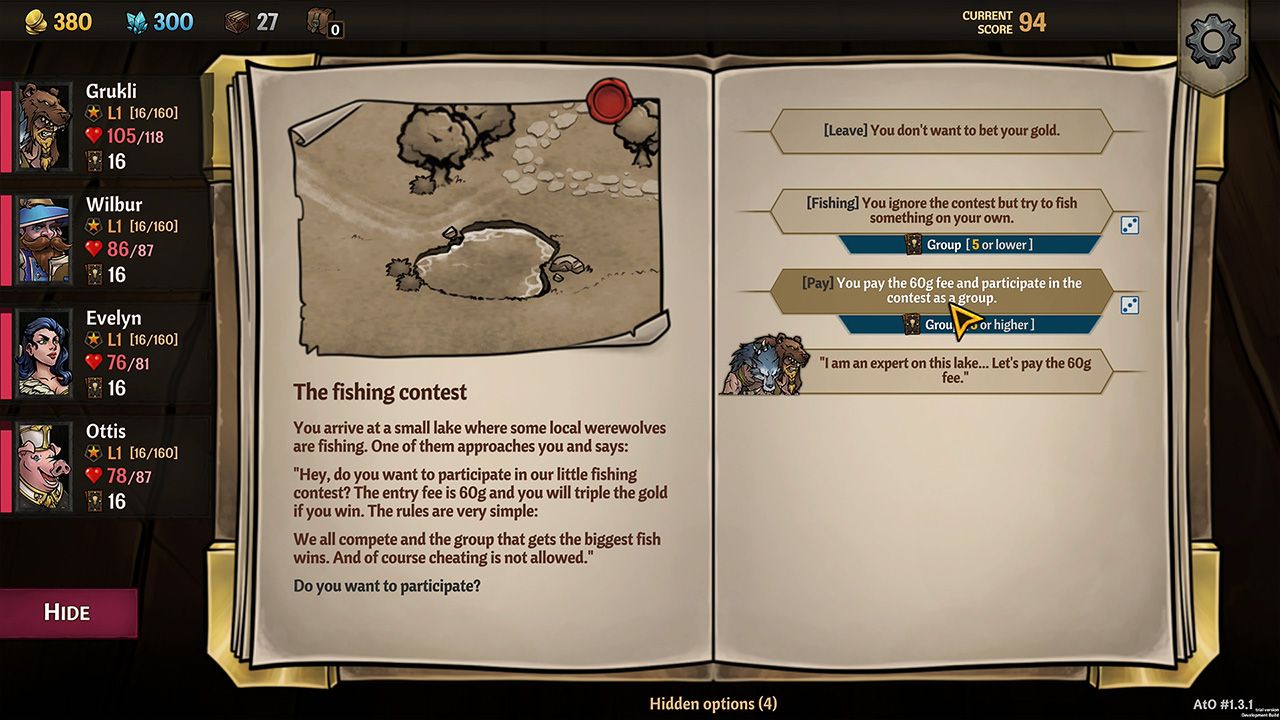 380 300 27 0
CURRENT
SCORE 94
Grukli
L1 [16/160]
105/118
16
Wilbur
L1 [16/160]
86/87
16
Evelyn
L1 [16/160]
76/81
16
Ottis
L1 [16/160]
78/87
16
HIDE
The fishing contest
You arrive at a small lake where some local werewolves
are fishing. One of them approaches you and says:
"Hey, do you want to participate in our little fishing
contest? The entry fee is 60g and you will triple the gold
if you win. The rules are very simple:
We all compete and the group that gets the biggest fish
wins. And of course cheating is not allowed."
Do you want to participate?
[Leave] You don't want to bet your gold.
[Fishing] You ignore the contest but try to fish
something on your own.
Group [ 5 or lower ]
[Pay] You pay the 60g fee and participate in the
contest as a group.
or higher ]
"I am an expert on this lake... Let's pay the 60g
fee."
Hidden options (4)
AtO #1.3.1 trial version
Development Build